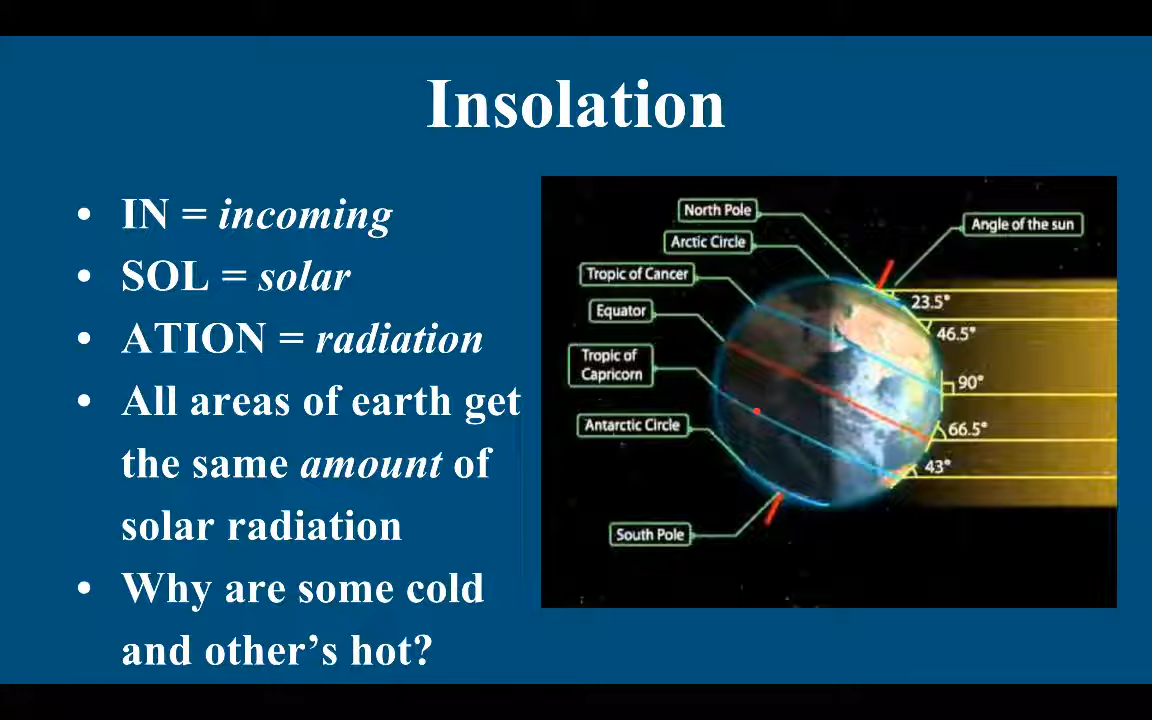 Insolation
• IN = incoming
• SOL = solar
• ATION = radiation
• All areas of earth get
the same amount of
solar radiation
• Why are some cold
and other’s hot?
North Pole
Angle of the sun
Arctic Circle
Tropic of Cancer
Equator
Tropic of
Capricorn
Antarctic Circle
South Pole
23.5°
46.5°
90°
66.5°
43°